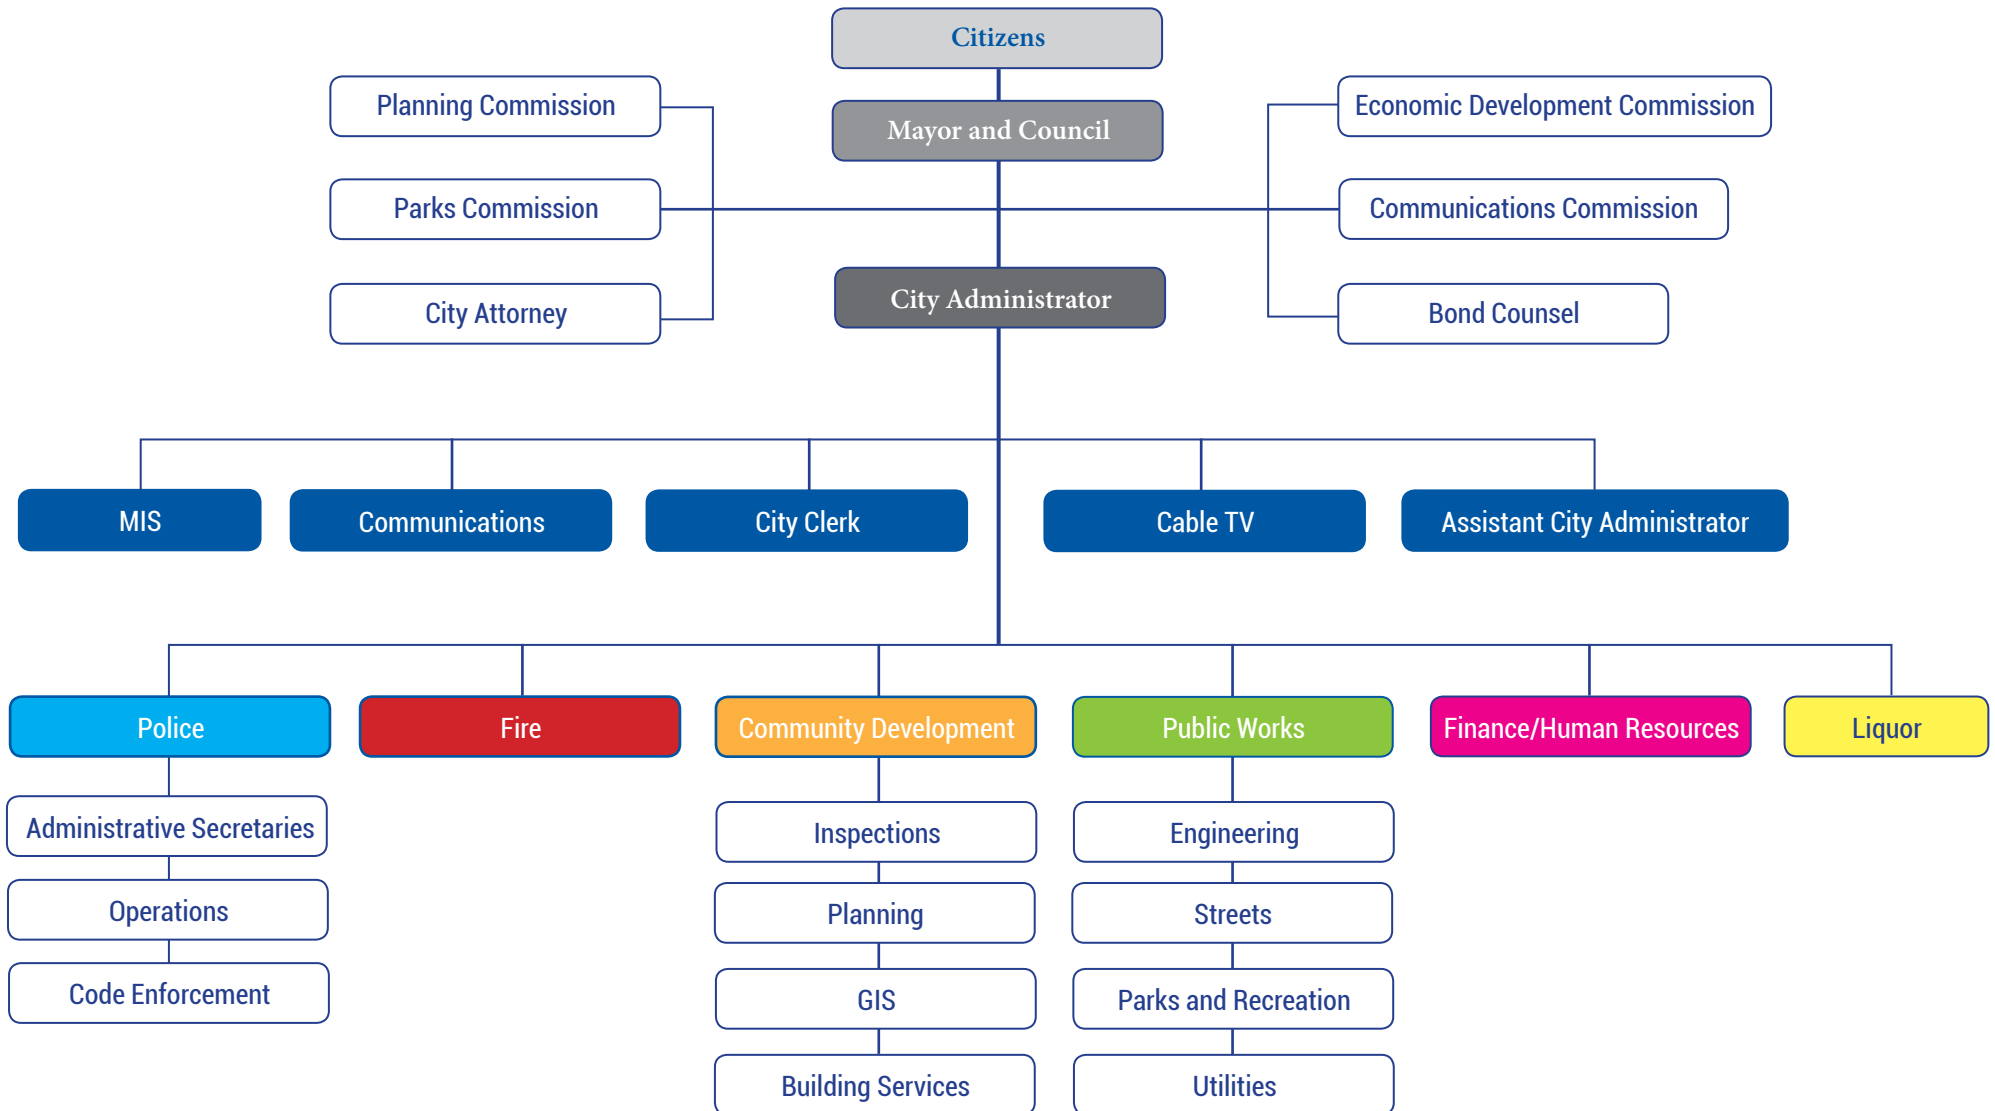 Citizens
Planning Commission
Mayor and Council
Economic Development Commission
Parks Commission
Communications Commission
City Attorney
City Administrator
Bond Counsel
MIS
Communications
City Clerk
Cable TV
Assistant City Administrator
Police
Fire
Community Development
Public Works
Finance/Human Resources
Liquor
Administrative Secretaries
Operations
Code Enforcement
Inspections
Planning
GIS
Building Services
Engineering
Streets
Parks and Recreation
Utilities